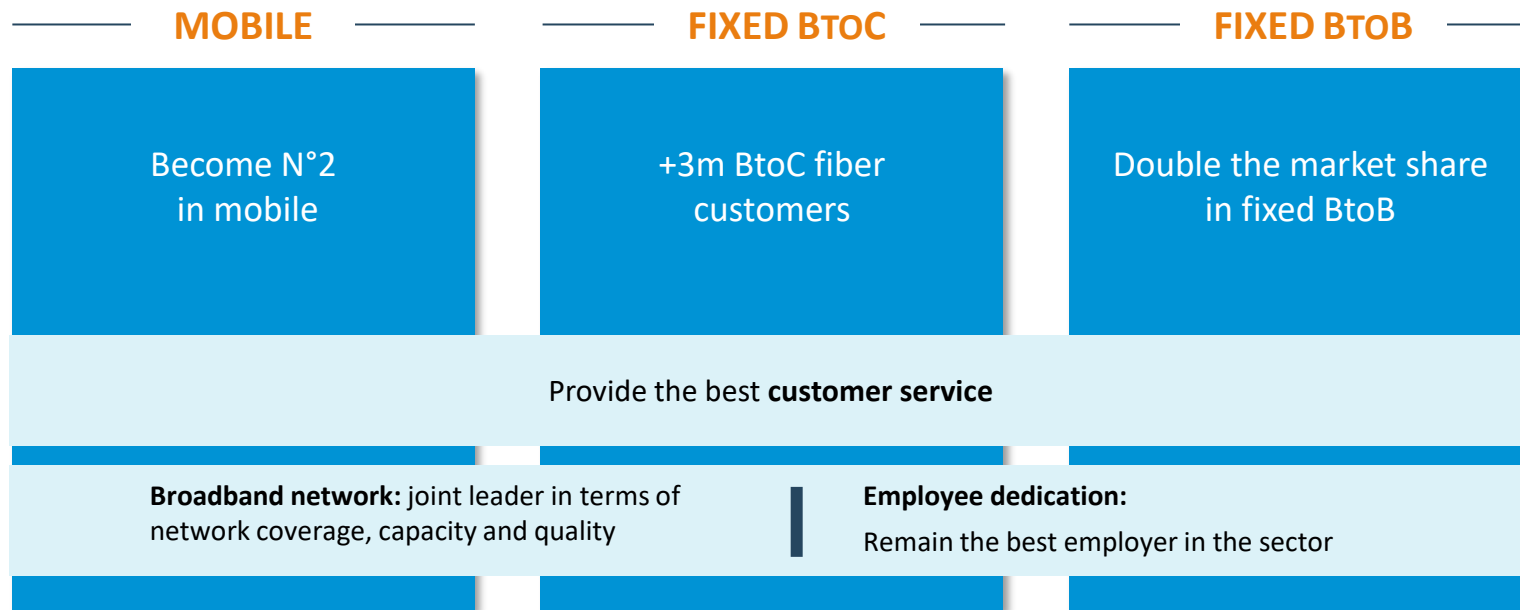 MOBILE
FIXED BTOC
FIXED BTOB
Become N°2
in mobile
+3m BtoC fiber
customers
Double the market share
in fixed BtoB
Provide the best customer service
Broadband network: joint leader in terms of
network coverage, capacity and quality
Employee dedication:
Remain the best employer in the sector